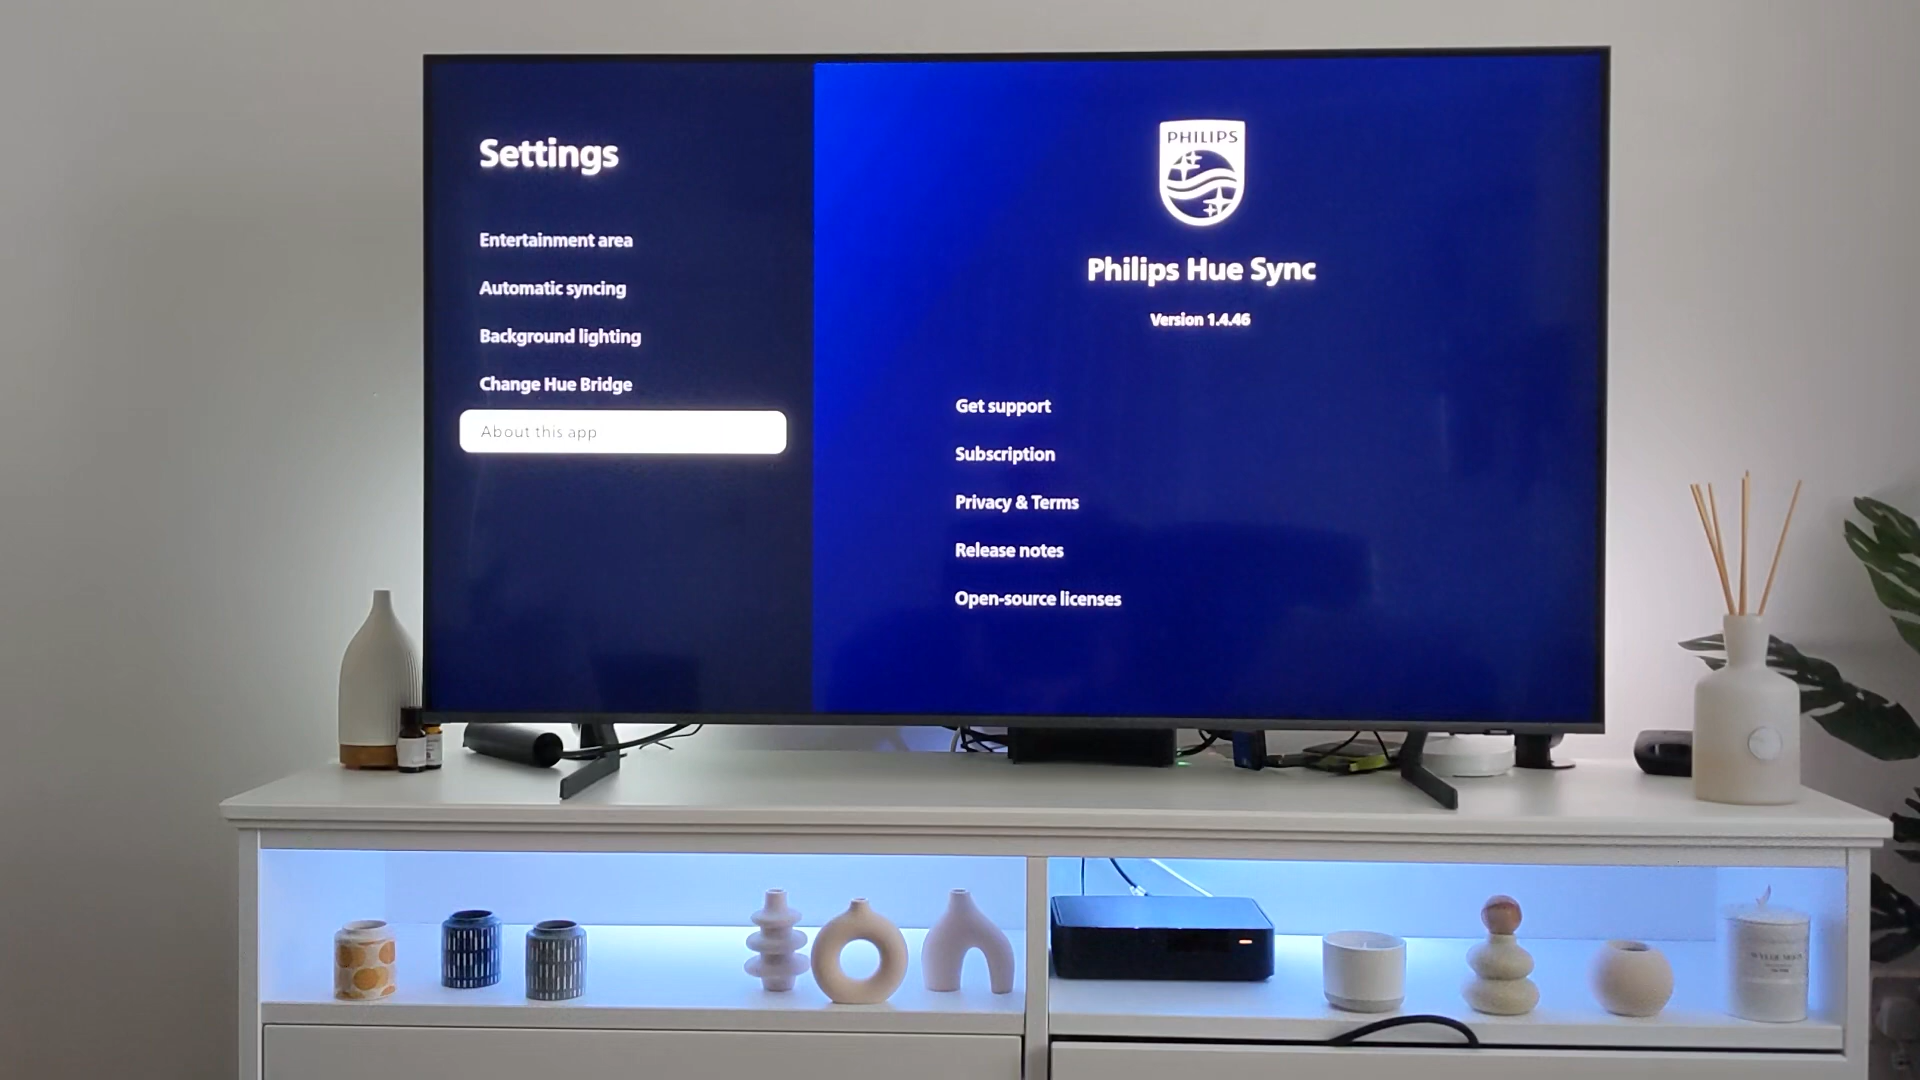 Settings
Entertainment area
Automatic syncing
Background lighting
Change Hue Bridge
About this app
PHILIPS
Philips Hue Sync
Version 1.4.46
Get support
Subscription
Privacy & Terms
Release notes
Open-source licenses